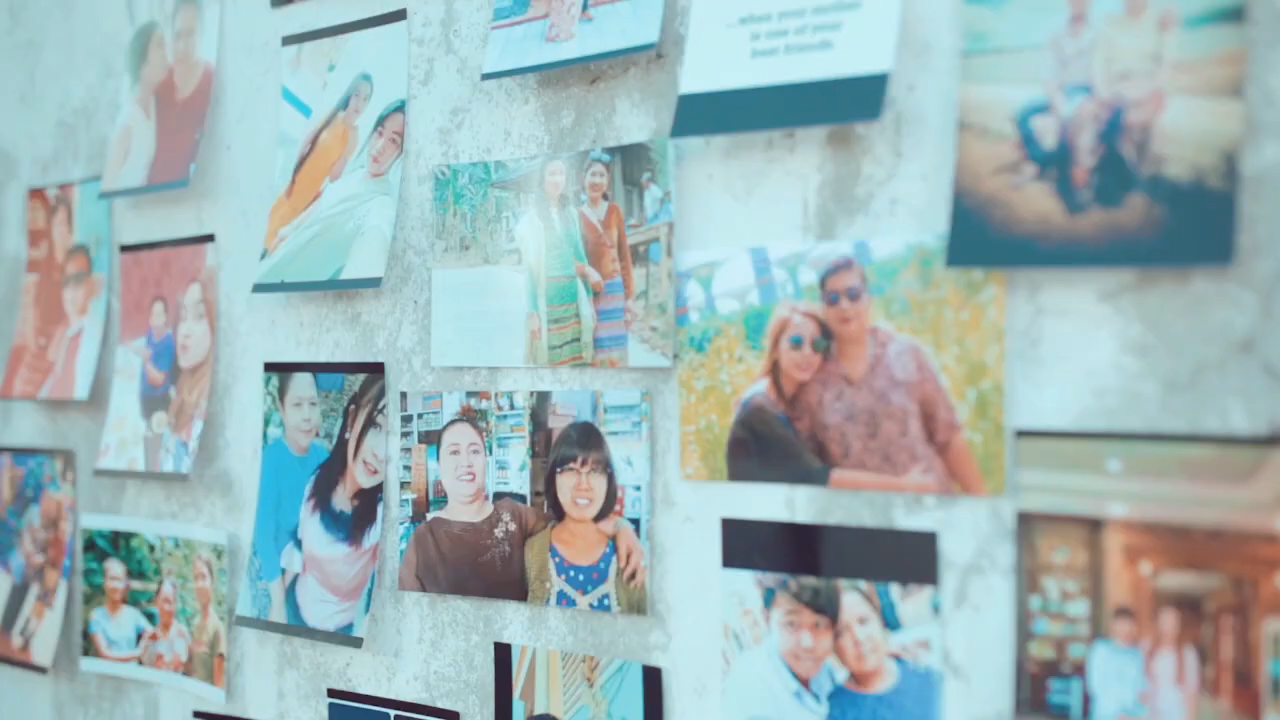 ...when your mother
is one of your
best friends